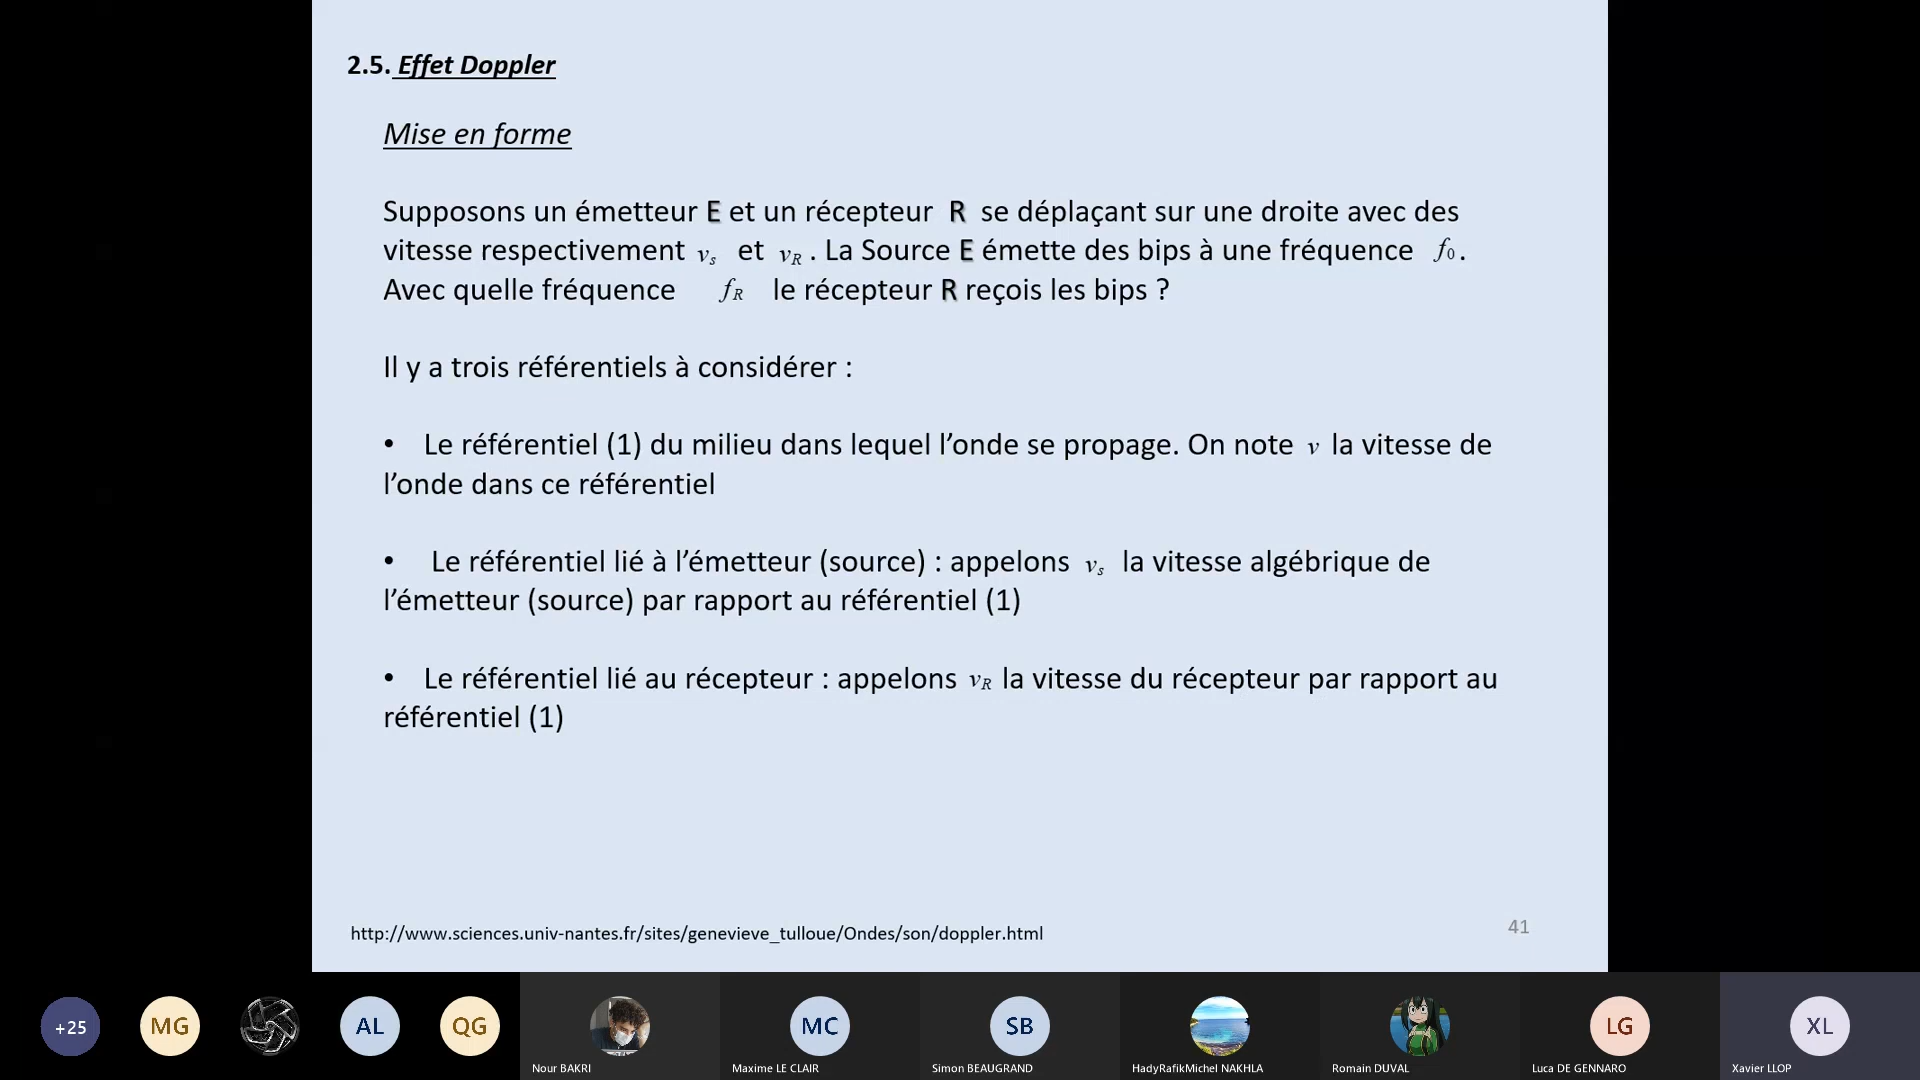 2.5. Effet Doppler
Mise en forme
Supposons un émetteur E et un récepteur R se déplaçant sur une droite avec des
vitesse respectivement vs et vR . La Source E émette des bips à une fréquence f0 .
Avec quelle fréquence fR le récepteur R reçois les bips ?
Il y a trois référentiels à considérer :
• Le référentiel (1) du milieu dans lequel l’onde se propage. On note v la vitesse de
l’onde dans ce référentiel
• Le référentiel lié à l’émetteur (source) : appelons vs la vitesse algébrique de
l’émetteur (source) par rapport au référentiel (1)
• Le référentiel lié au récepteur : appelons vR la vitesse du récepteur par rapport au
référentiel (1)
http://www.sciences.univ-nantes.fr/sites/genevieve_tulloue/Ondes/son/doppler.html
41
+25 MG AL QG MC SB LG XL
Nour BAKRI Maxime LE CLAIR Simon BEAUGRAND HadyRafikMichel NAKHLA Romain DUVAL Luca DE GENNARO Xavier LLOP